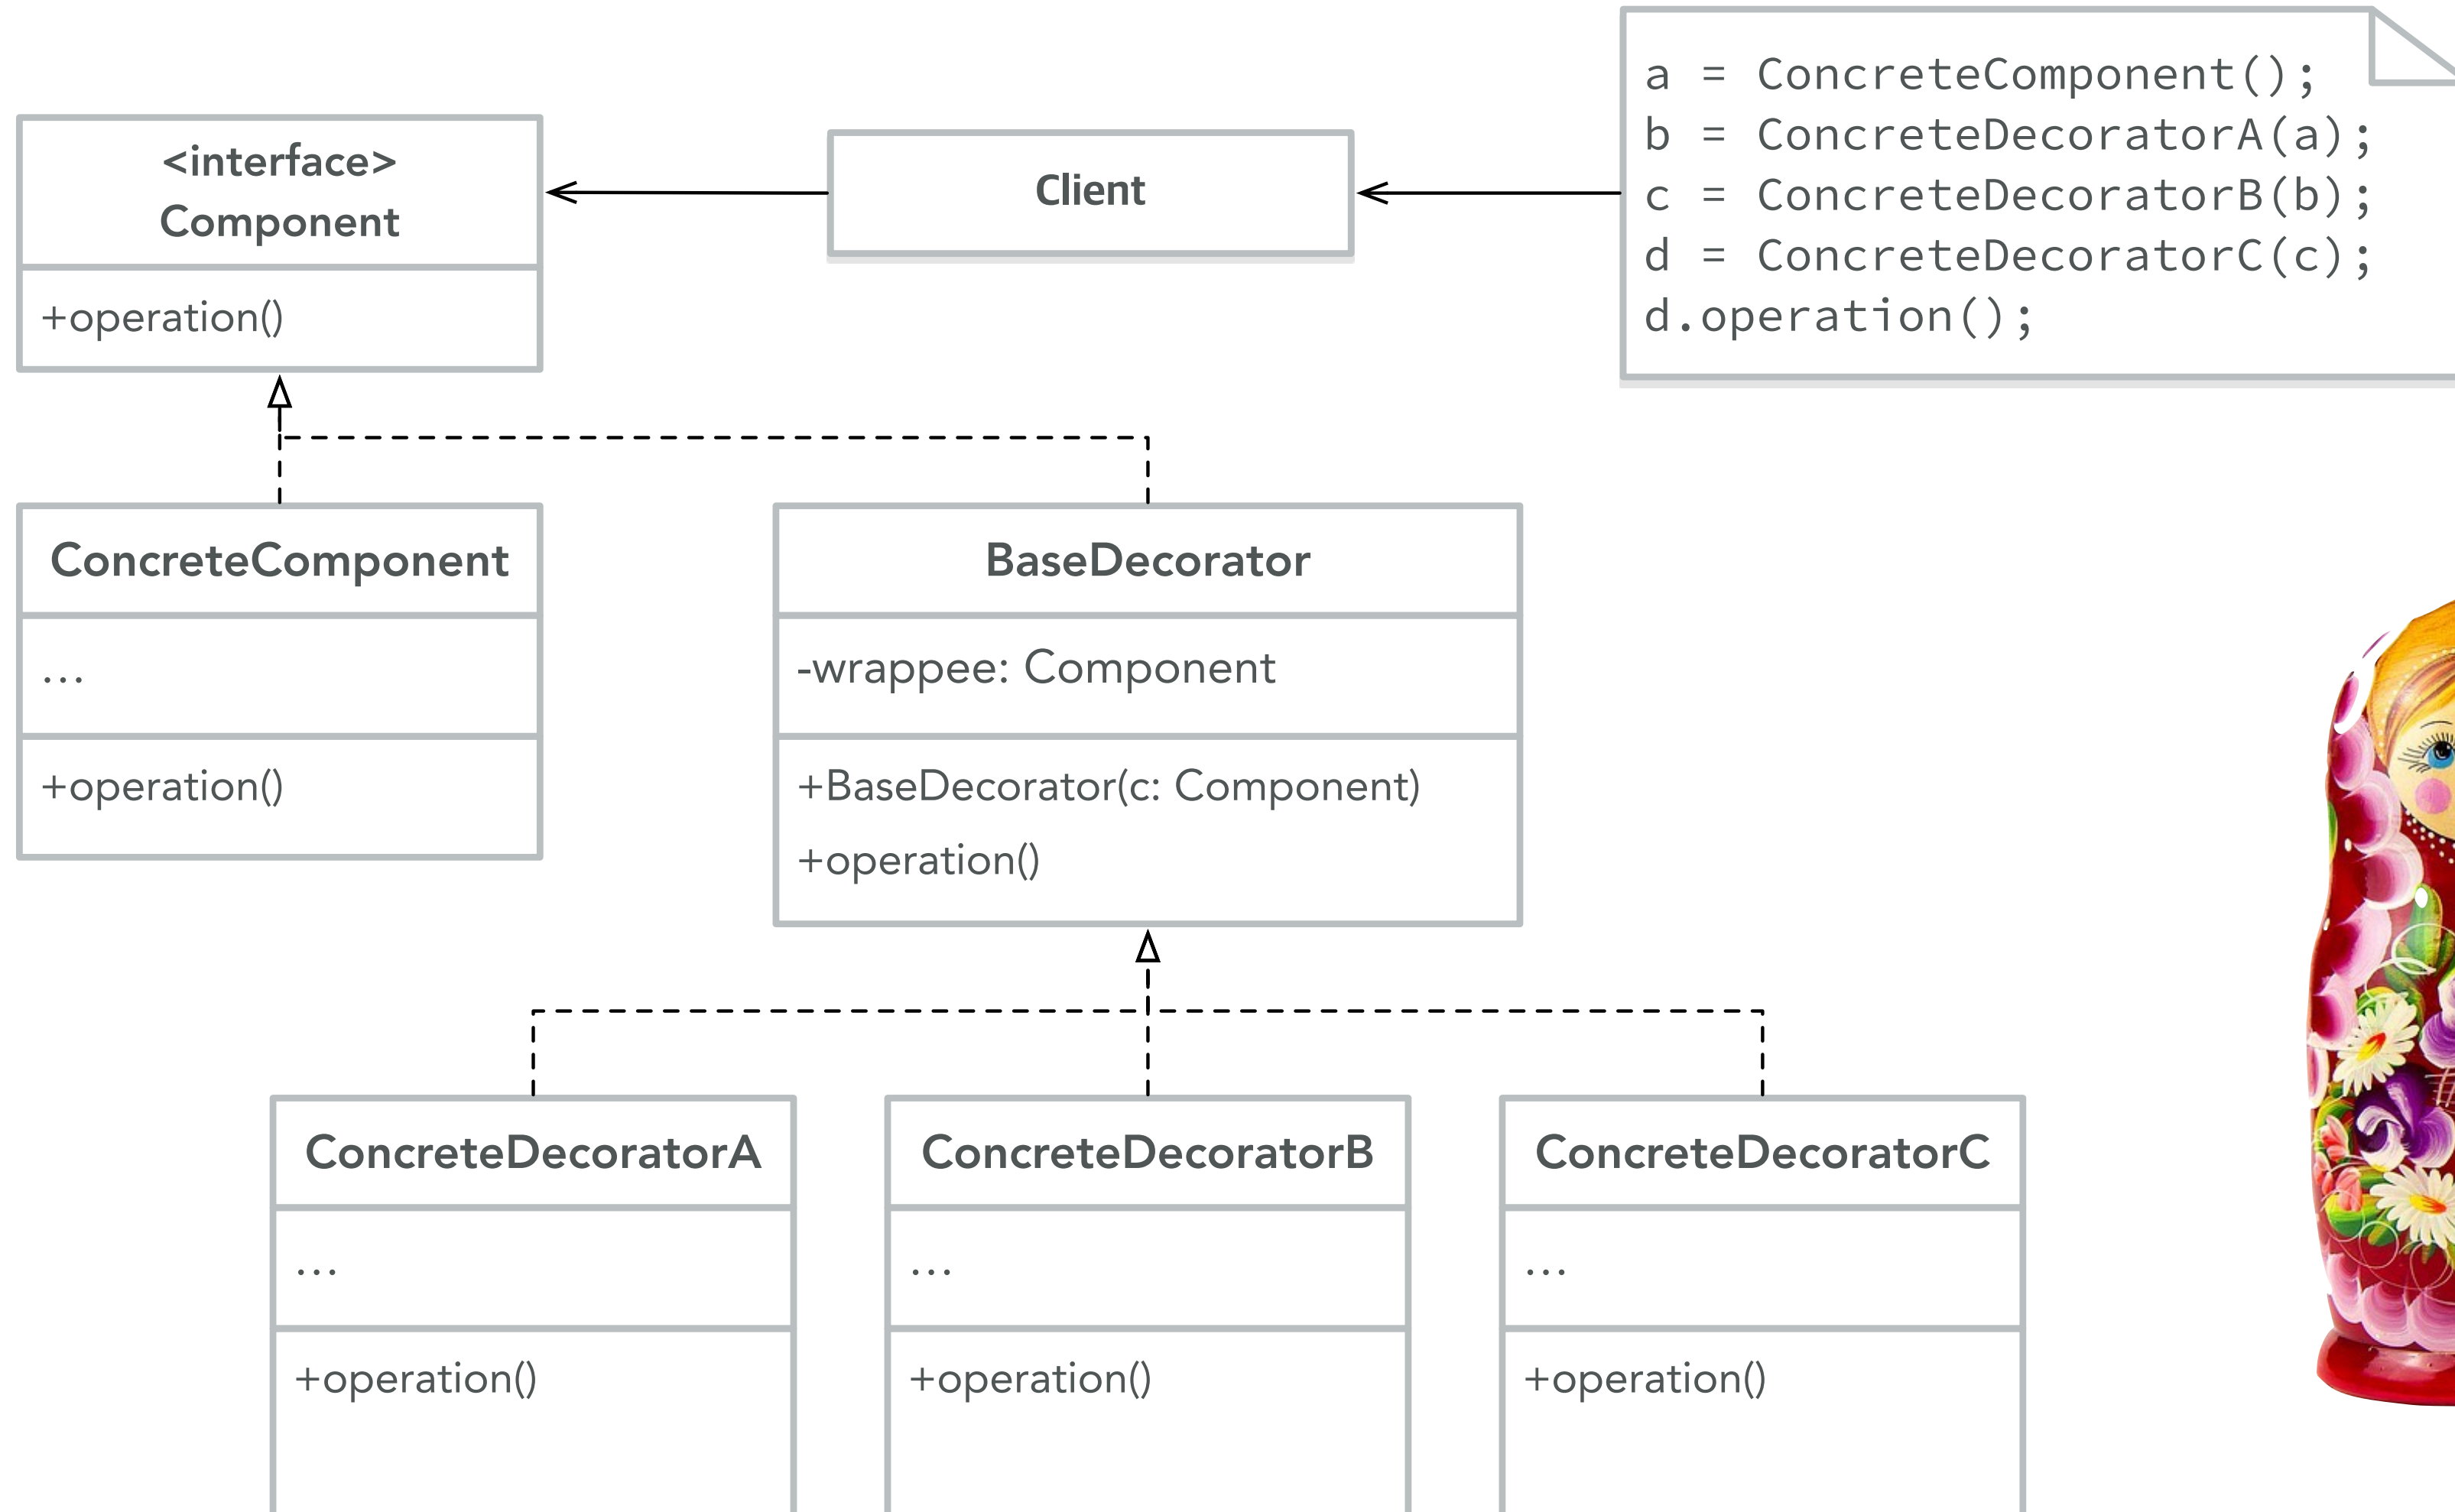 <interface>
Component
+operation()
Client
a = ConcreteComponent();
b = ConcreteDecoratorA(a);
c = ConcreteDecoratorB(b);
d = ConcreteDecoratorC(c);
d.operation();
ConcreteComponent
...
+operation()
BaseDecorator
-wrappee: Component
+BaseDecorator(c: Component)
+operation()
ConcreteDecoratorA
...
+operation()
ConcreteDecoratorB
...
+operation()
ConcreteDecoratorC
...
+operation()